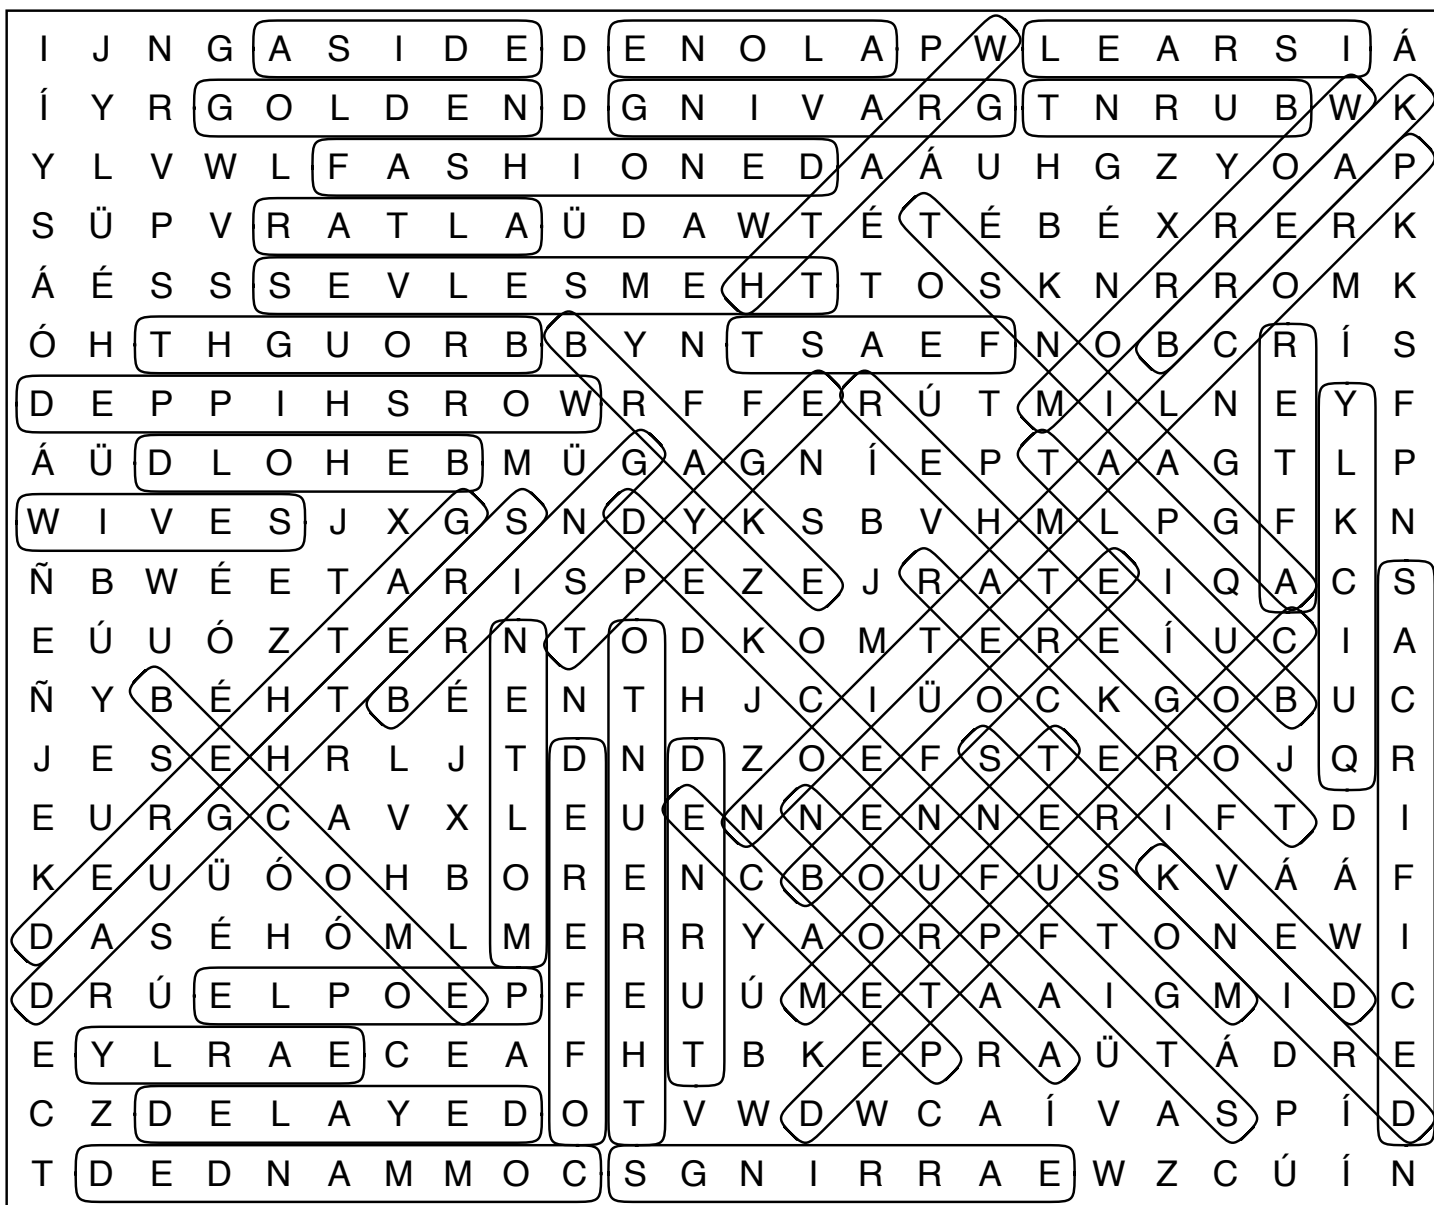 I J N G A S I D E D E N O L A P W L E A R S I Á
Í Y R G O L D E N D G N I V A R G T N R U B W K
Y L V W L F A S H I O N E D A Á U H G Z Y O A P
S Ü P V R A T L A Ü D A W T É T É B É X R E R K
Á É S S S E V L E S M E H T T O S K N R R O M K
Ó H T H G U O R B B Y N T S A E F N O B C R Í S
D E P P I H S R O W R F F E R Ú T M I L N E Y F
Á Ü D L O H E B M Ü G A G N Í E P T A A G T L P
W I V E S J X G S N D Y K S B V H M L P G F K N
Ñ B W É E T A R I S P E Z E J R A T E I Q A C S
E Ú U Ó Z T E R N T O D K O M T E R E Í U C I A
Ñ Y B É H T B É E N T H J C I Ü O C K G O B U C
J E S E H R L J T D N D Z O E F S T E R O J Q R
E U R G C A V X L E U E N N E N N E R I F T D I
K E U Ü Ó O H B O R E N C B O U F U S K V Á Á F
D A S É H Ó M L M E R R Y A O R P F T O N E W I
D R Ú E L P O E P F E U Ú M E T A A I G M I D C
E Y L R A E C E A F H T B K E P R A Ü T Á D R E
C Z D E L A Y E D O T V W D W C A Í V A S P Í D
T D E D N A M M O C S G N I R R A E W Z C Ú Í N